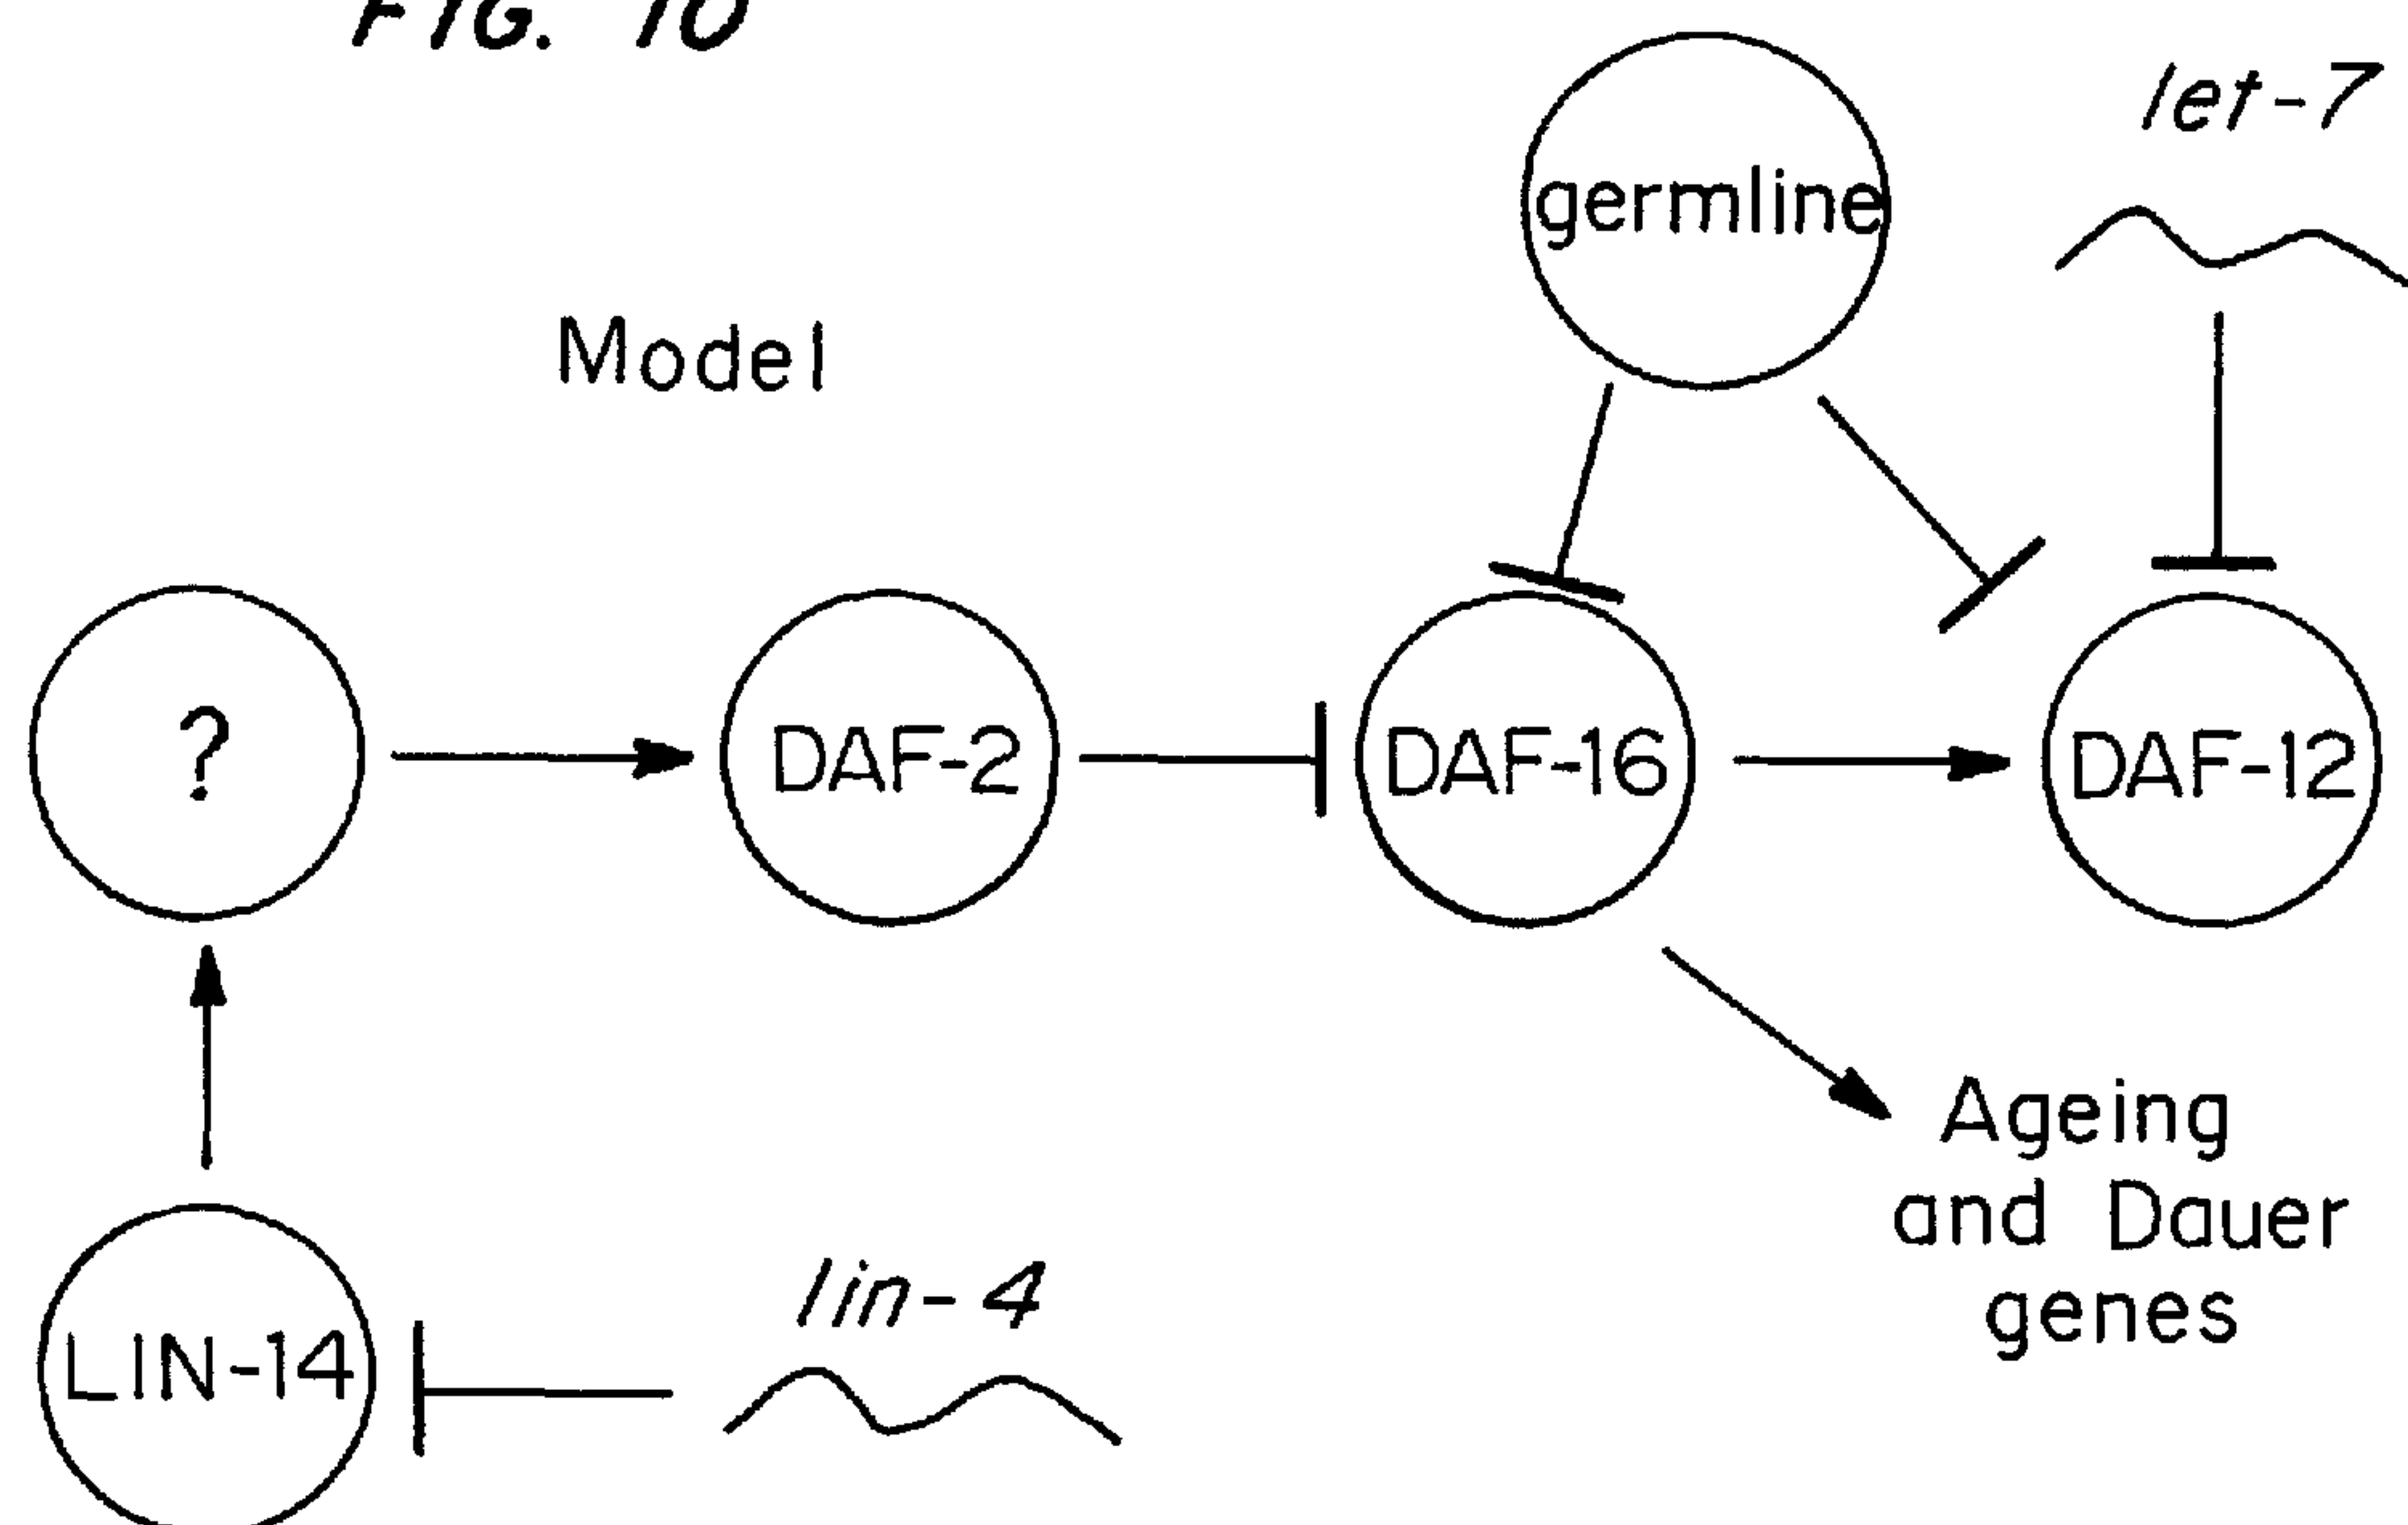 FIG. 10
let-7
germline
Model
?
DAF-2
DAF-16
DAF-12
Ageing
and Dauer
genes
lin-4
LIN-14